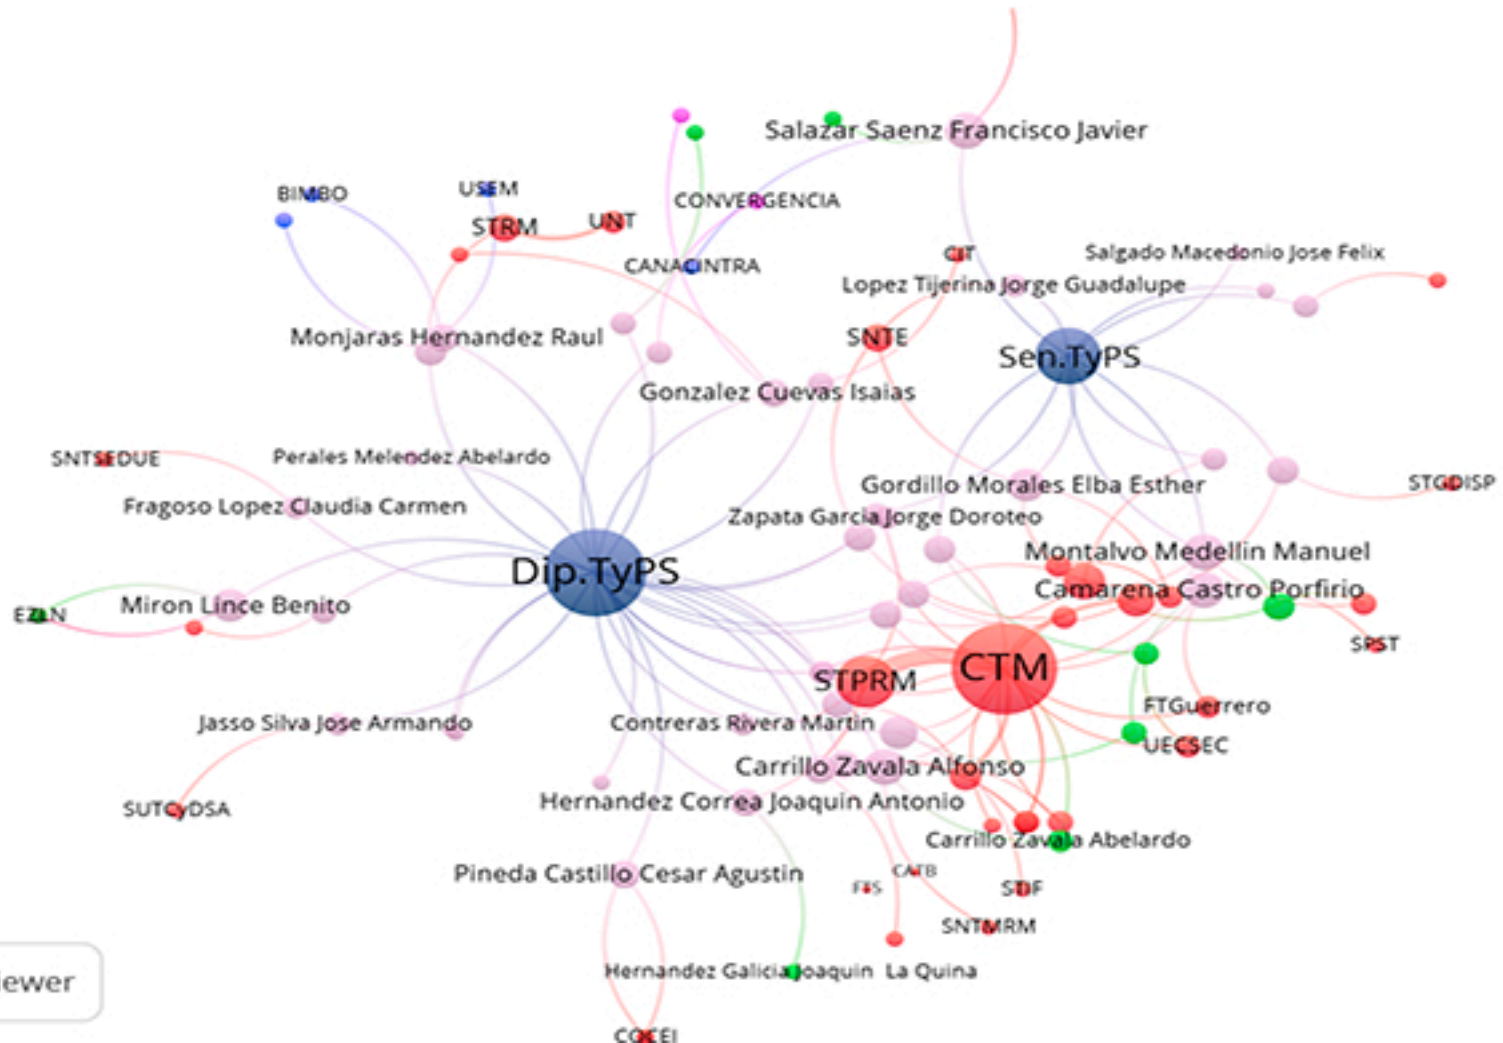 Salazar Saenz Francisco Javier
BIMBO
USEM
CONVERGENCIA
STRM
UNT
CANACINTRA
CIT
Salgado Macedonio Jose Felix
Lopez Tijerina Jorge Guadalupe
Monjaras Hernandez Raul
SNTE
Sen.TyPS
Gonzalez Cuevas Isaias
SNTSEDUE
Perales Melendez Abelardo
Gordillo Morales Elba Esther
STGDISP
Fragoso Lopez Claudia Carmen
Zapata Garcia Jorge Doroteo
Montalvo Medellin Manuel
Dip.TyPS
Camarena Castro Porfirio
EZLN
Miron Lince Benito
SPST
CTM
STPRM
FTGuerrero
Jasso Silva Jose Armando
Contreras Rivera Martin
UECSEC
Carrillo Zavala Alfonso
Hernandez Correa Joaquin Antonio
SUTCyDSA
Carrillo Zavala Abelardo
Pineda Castillo Cesar Agustin
CATB
FTS
STIF
SNTMRM
Hernandez Galicia Joaquin La Quina
iewer
COCEI